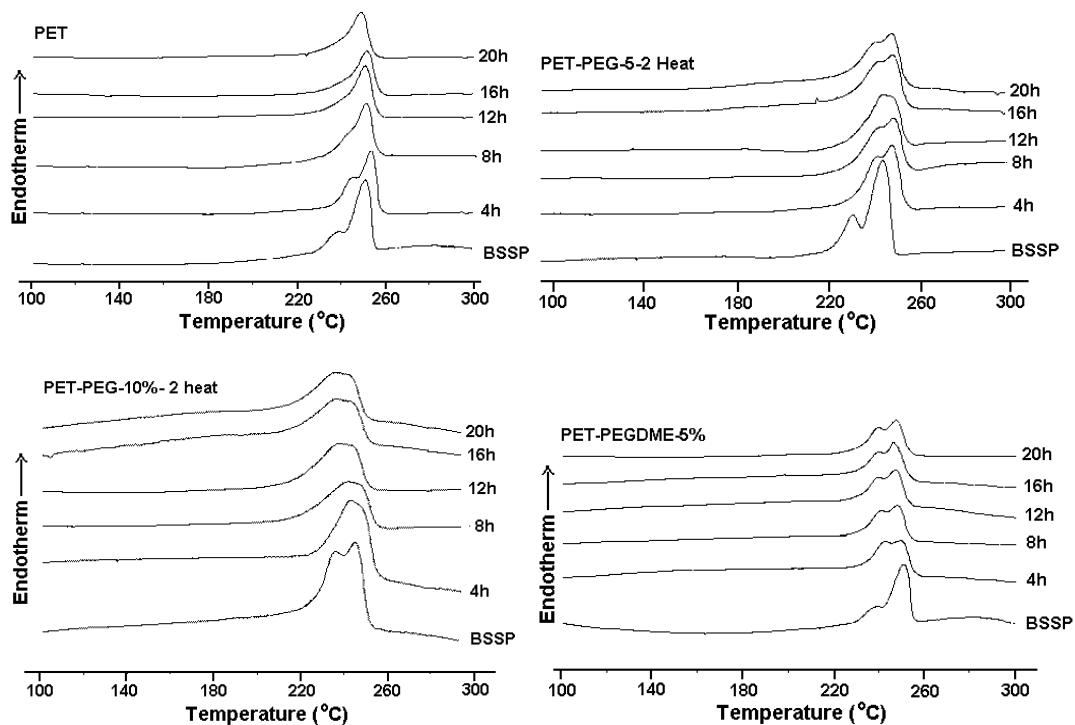 PET
20h
16h
12h
8h
4h
BSSP
Endotherm
100 140 180 220 260 300
Temperature (°C)
PET-PEG-5-2 Heat
20h
16h
12h
8h
4h
BSSP
100 140 180 220 260 300
Temperature (°C)
PET-PEG-10%- 2 heat
20h
16h
12h
8h
4h
BSSP
Endotherm
100 140 180 220 260 300
Temperature (°C)
PET-PEGDME-5%
20h
16h
12h
8h
4h
BSSP
Endotherm
100 140 180 220 260 300
Temperature (°C)